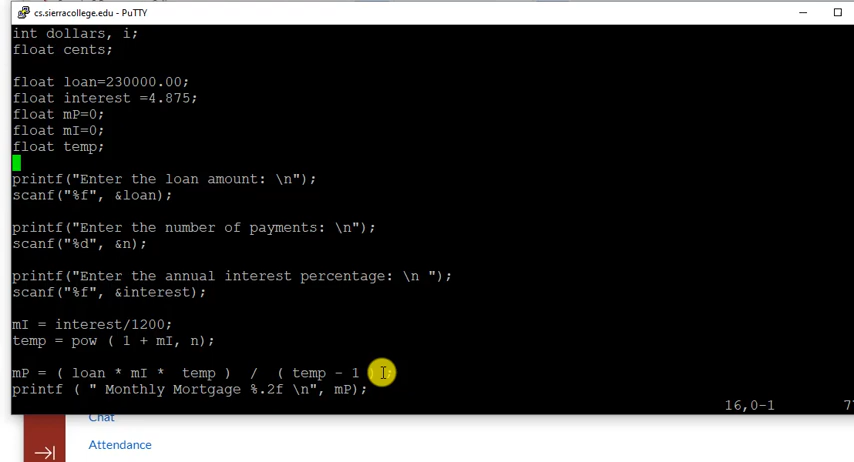 cs.sierracollege.edu - PuTTY
int dollars, i;
float cents;
float loan=230000.00;
float interest =4.875;
float mP=0;
float mI=0;
float temp;
printf("Enter the loan amount: \n");
scanf("%f", &loan);
printf("Enter the number of payments: \n");
scanf("%d", &n);
printf("Enter the annual interest percentage: \n ");
scanf("%f", &interest);
mI = interest/1200;
temp = pow ( 1 + mI, n);
mP = ( loan * mI *  temp )  /  ( temp - 1 ) ;
printf ( " Monthly Mortgage %.2f \n", mP);
16,0-1
Chat
Attendance